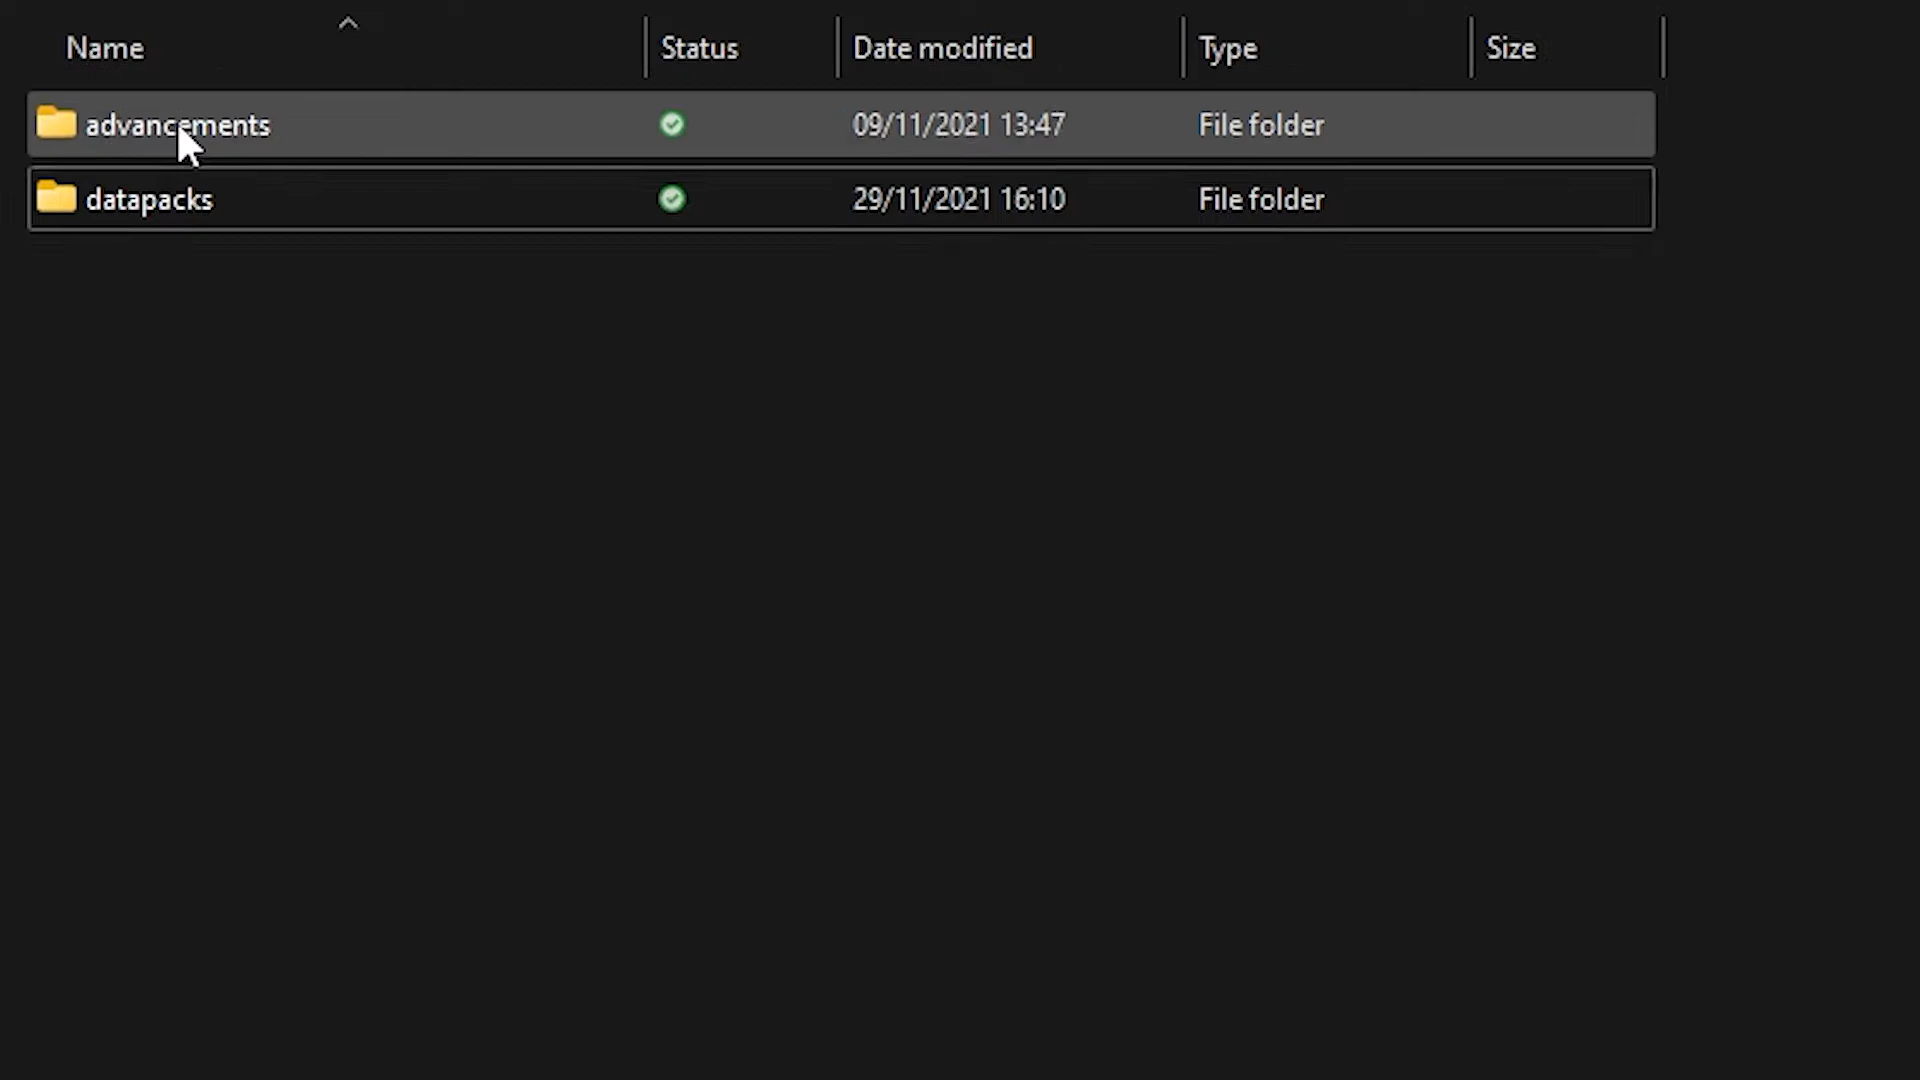 Name Status Date modified Type Size
advancements 09/11/2021 13:47 File folder
datapacks 29/11/2021 16:10 File folder